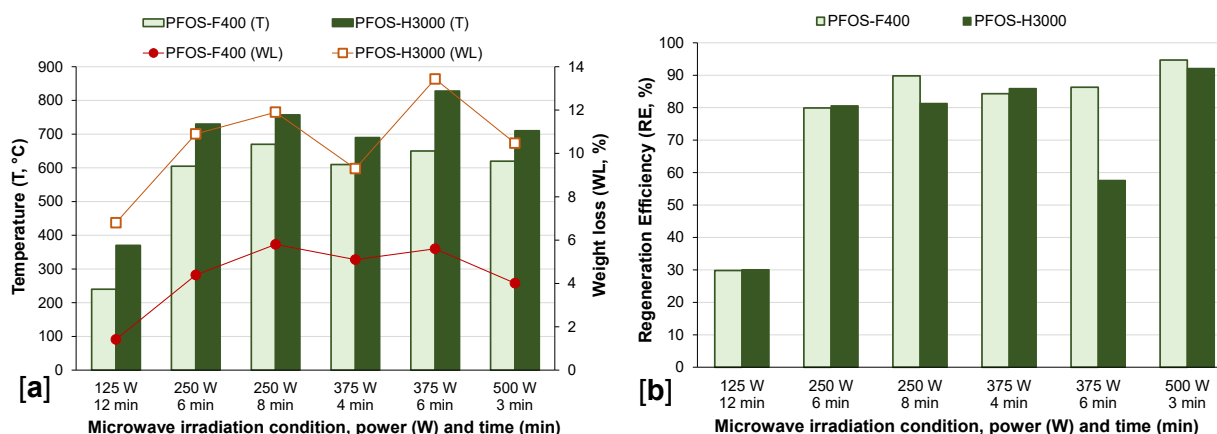 PFOS-F400 (T) PFOS-H3000 (T)
PFOS-F400 (WL) PFOS-H3000 (WL)
Temperature (T, °C)
900
800
700
600
500
400
300
200
100
0
14
12
10
8
6
4
2
0
Weight loss (WL, %)
125 W 250 W 250 W 375 W 375 W 500 W
12 min 6 min 8 min 4 min 6 min 3 min
Microwave irradiation condition, power (W) and time (min)
[a]
PFOS-F400 PFOS-H3000
Regeneration Efficiency (RE, %)
100
90
80
70
60
50
40
30
20
10
0
125 W 250 W 250 W 375 W 375 W 500 W
12 min 6 min 8 min 4 min 6 min 3 min
Microwave irradiation condition, power (W) and time (min)
[b]